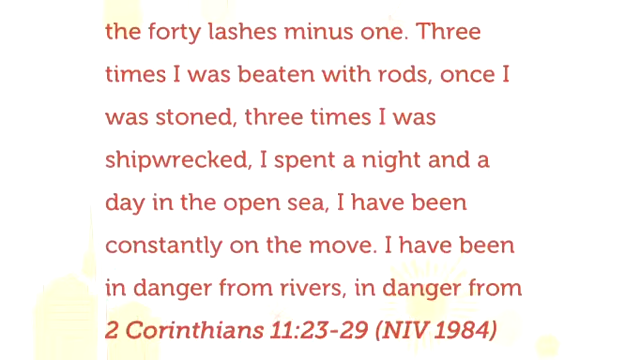 the forty lashes minus one. Three
times I was beaten with rods, once I
was stoned, three times I was
shipwrecked, I spent a night and a
day in the open sea, I have been
constantly on the move. I have been
in danger from rivers, in danger from
2 Corinthians 11:23-29 (NIV 1984)